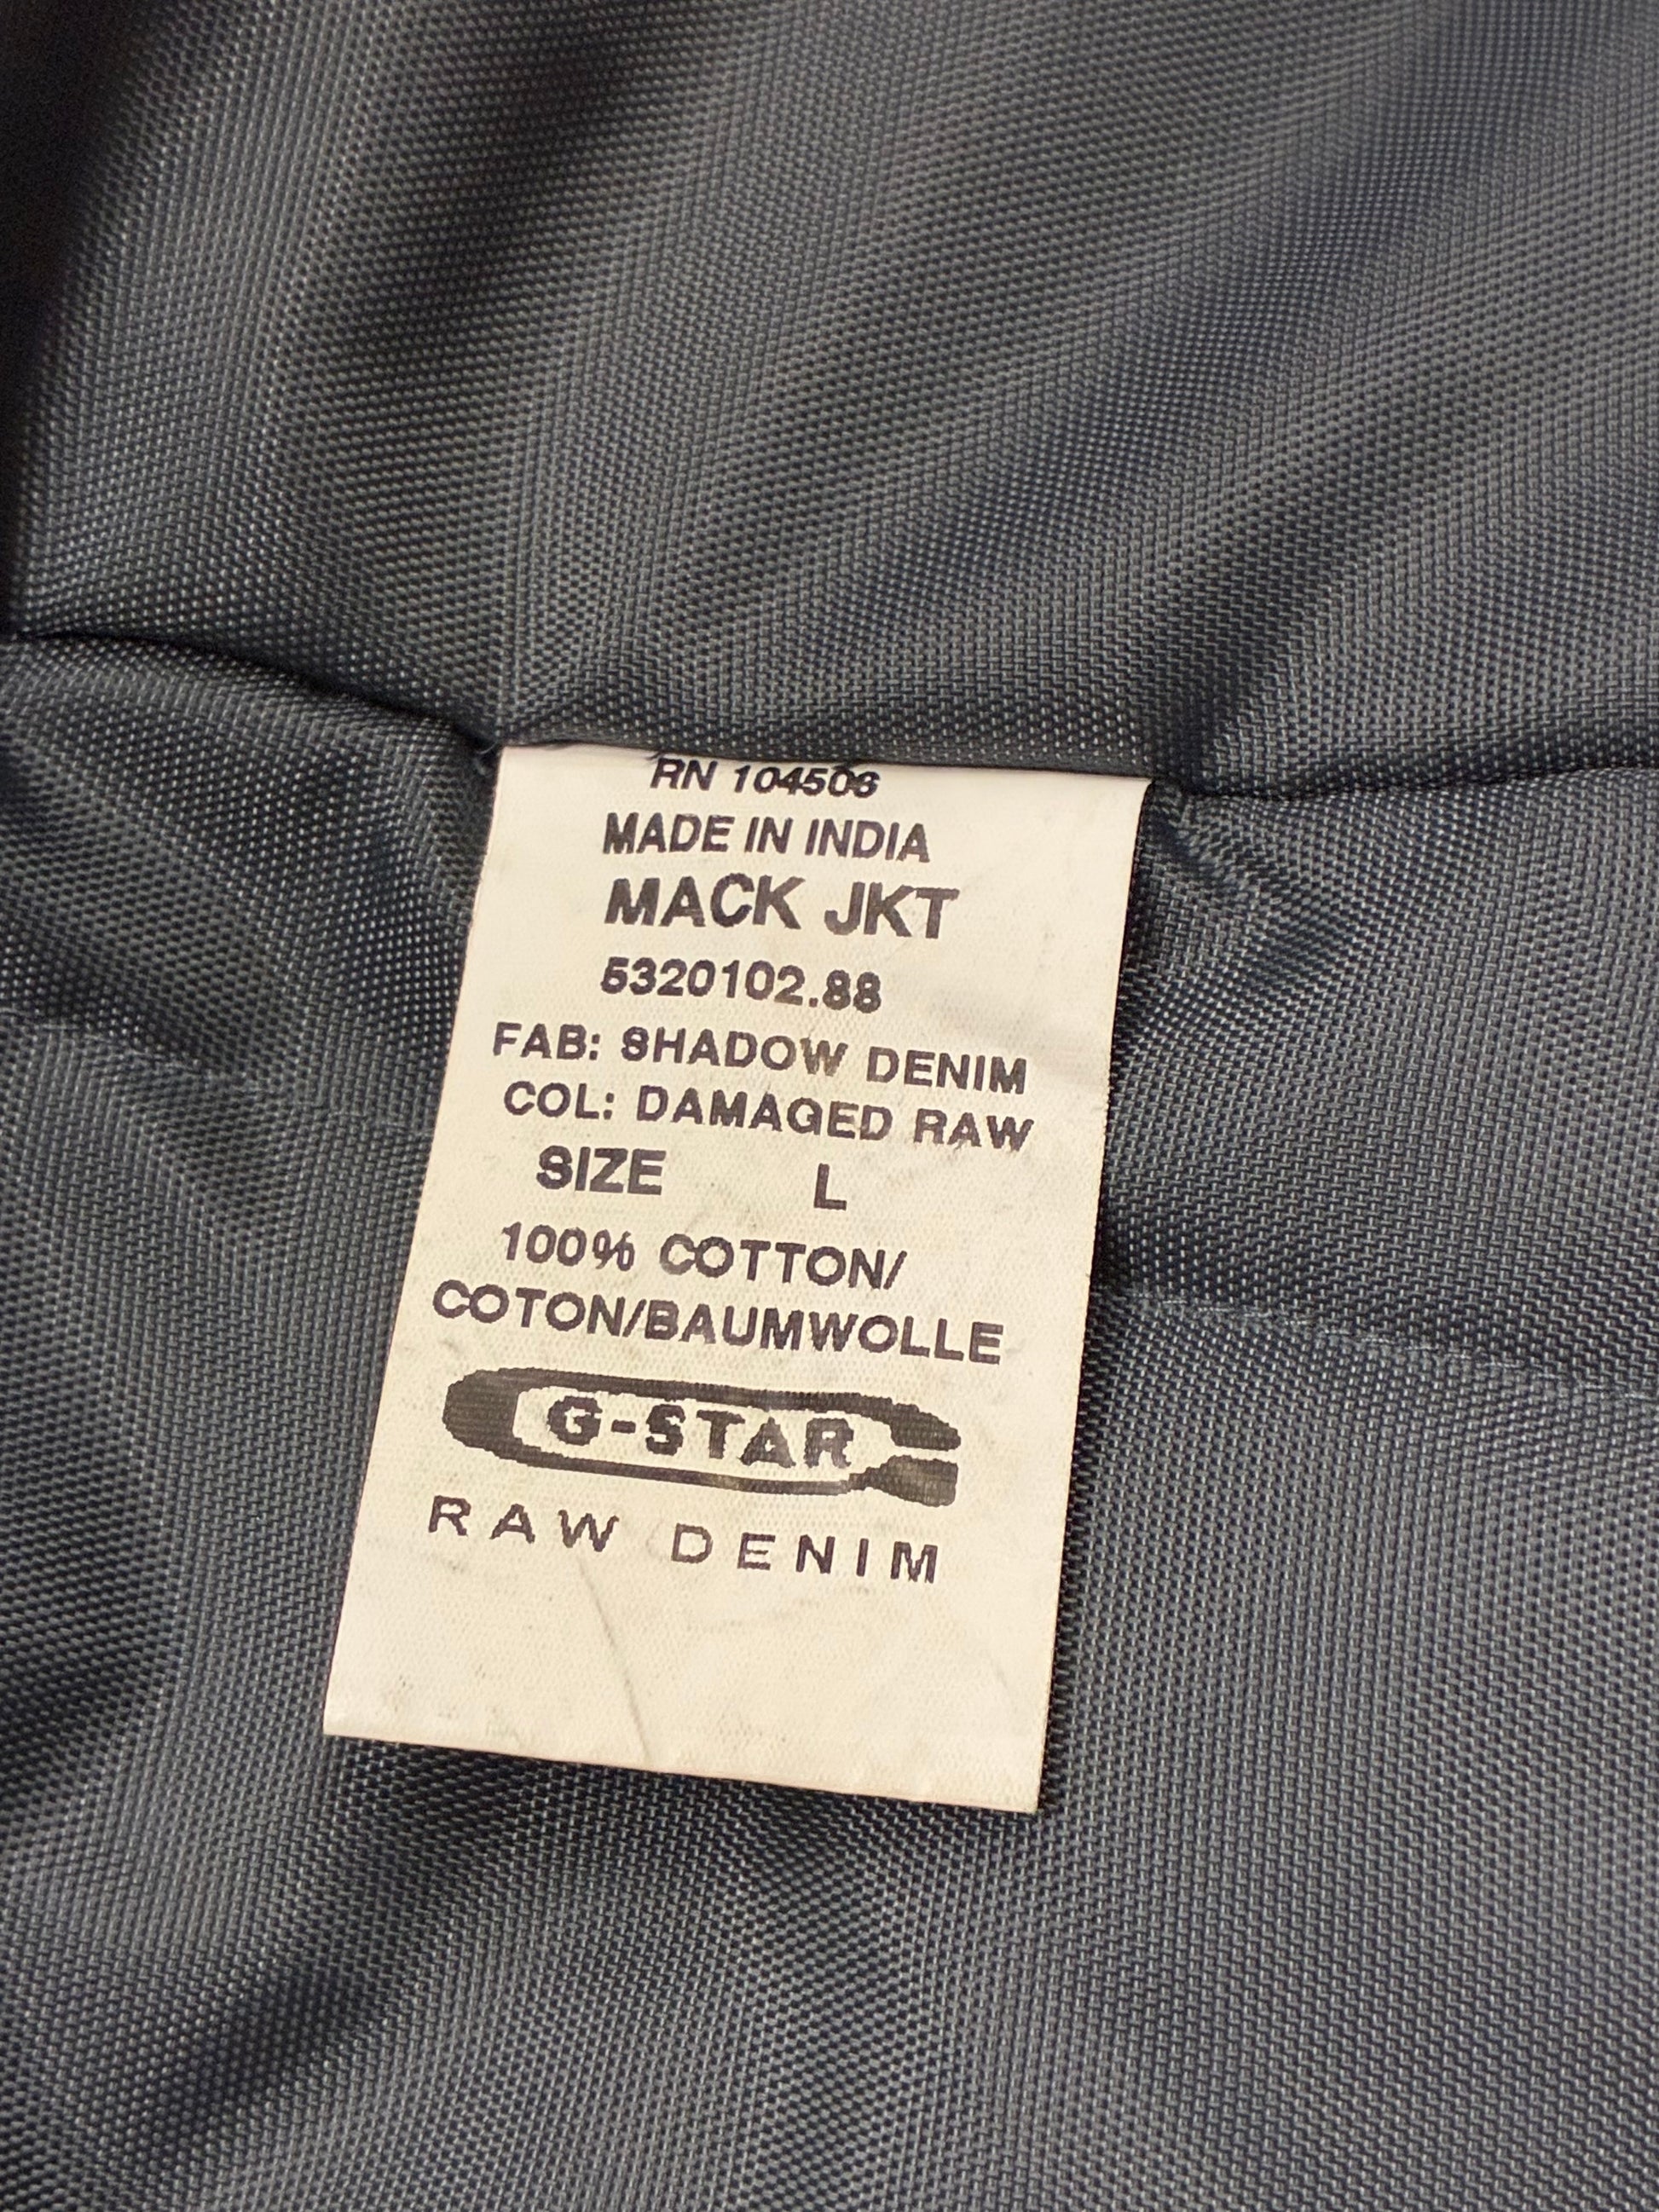 RN 104506
MADE IN INDIA
MACK JKT
5320102.88
FAB: SHADOW DENIM
COL: DAMAGED RAW
SIZE L
100% COTTON/
COTON/BAUMWOLLE
G-STAR
RAW DENIM